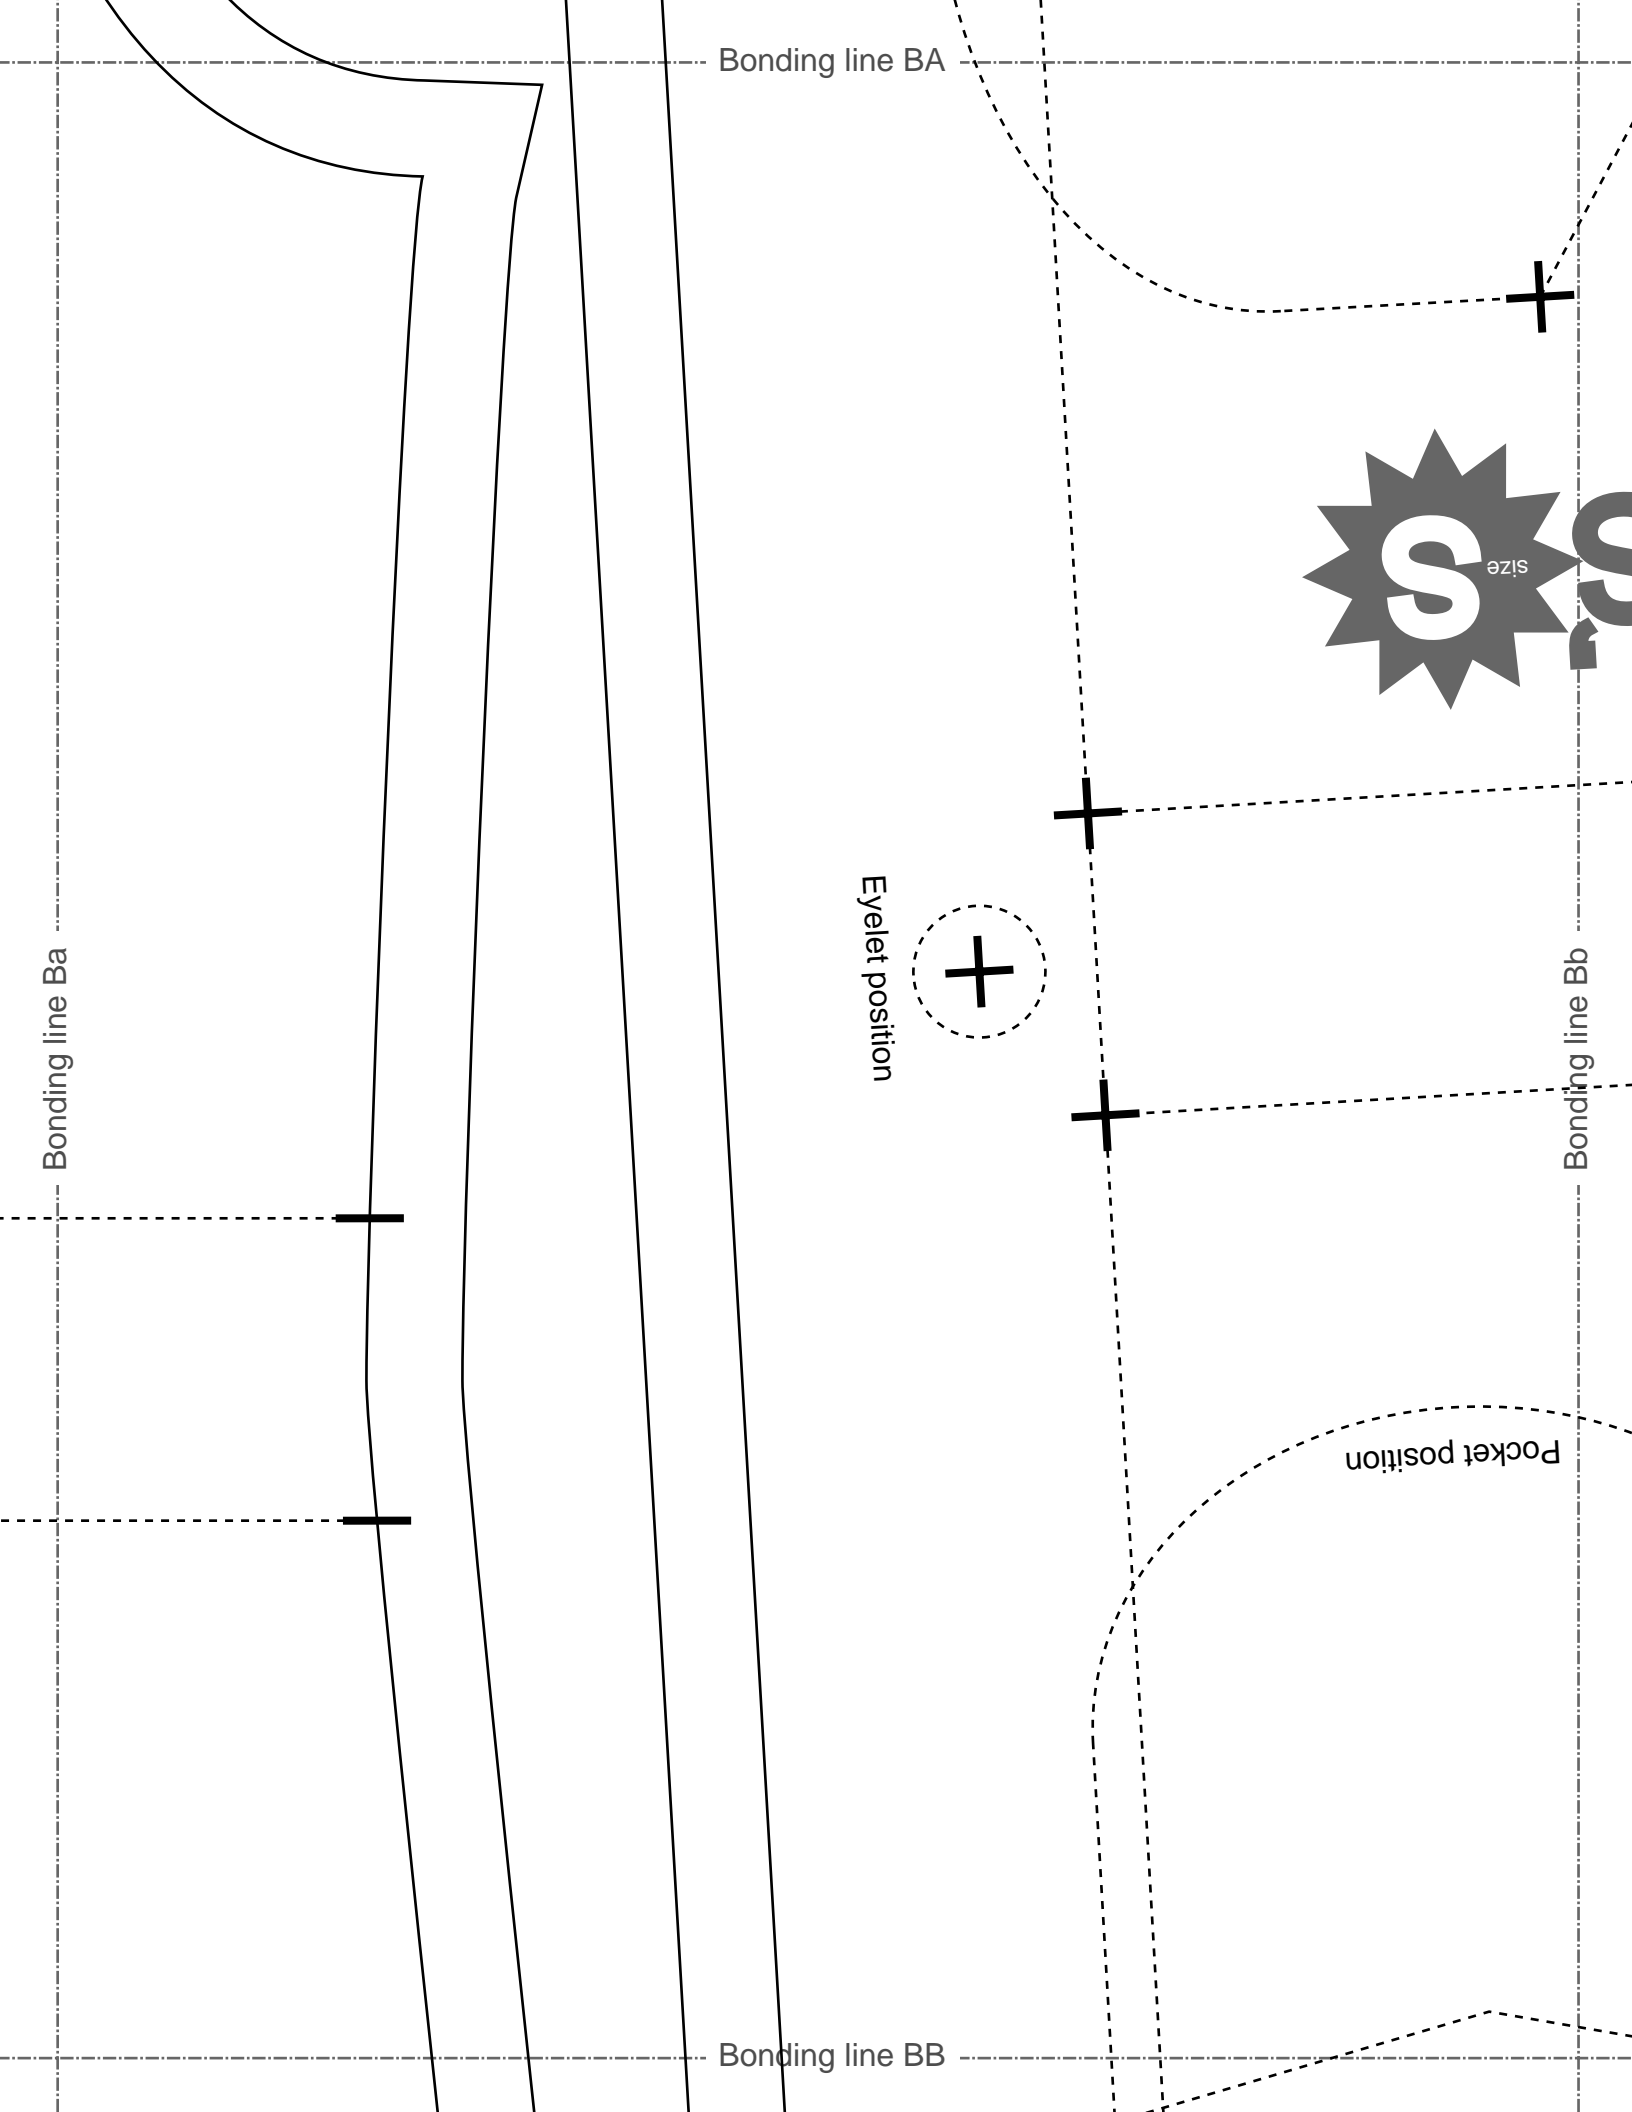 Bonding line BA
S
size
Eyelet position
Bonding line Ba
Bonding line Bb
Pocket position
Bonding line BB